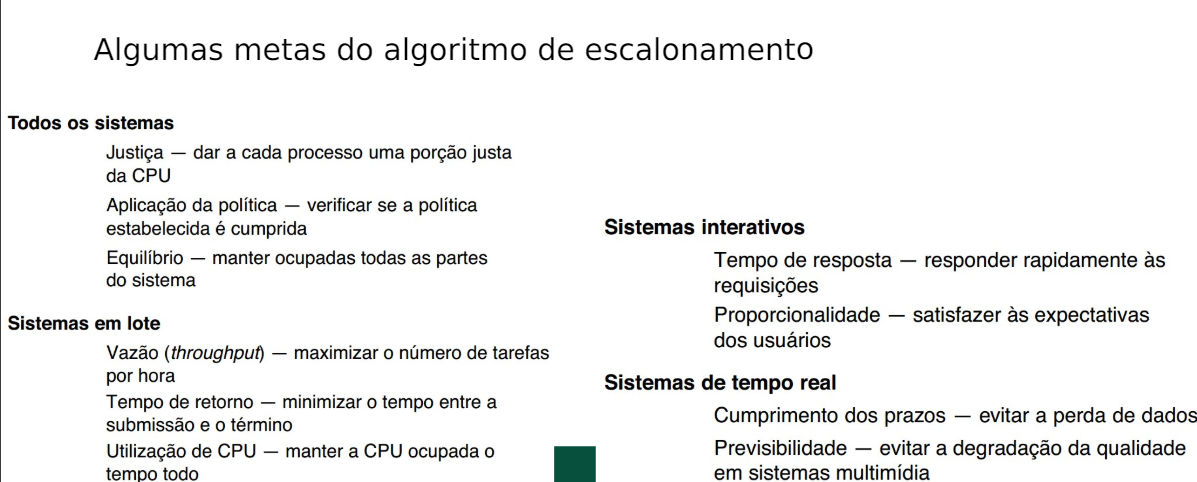 Algumas metas do algoritmo de escalonamento
Todos os sistemas
Justiça — dar a cada processo uma porção justa
da CPU
Aplicação da política — verificar se a política
estabelecida é cumprida
Equilíbrio — manter ocupadas todas as partes
do sistema
Sistemas em lote
Vazão (throughput) — maximizar o número de tarefas
por hora
Tempo de retorno — minimizar o tempo entre a
submissão e o término
Utilização de CPU — manter a CPU ocupada o
tempo todo
Sistemas interativos
Tempo de resposta — responder rapidamente às
requisições
Proporcionalidade — satisfazer às expectativas
dos usuários
Sistemas de tempo real
Cumprimento dos prazos — evitar a perda de dados
Previsibilidade — evitar a degradação da qualidade
em sistemas multimídia